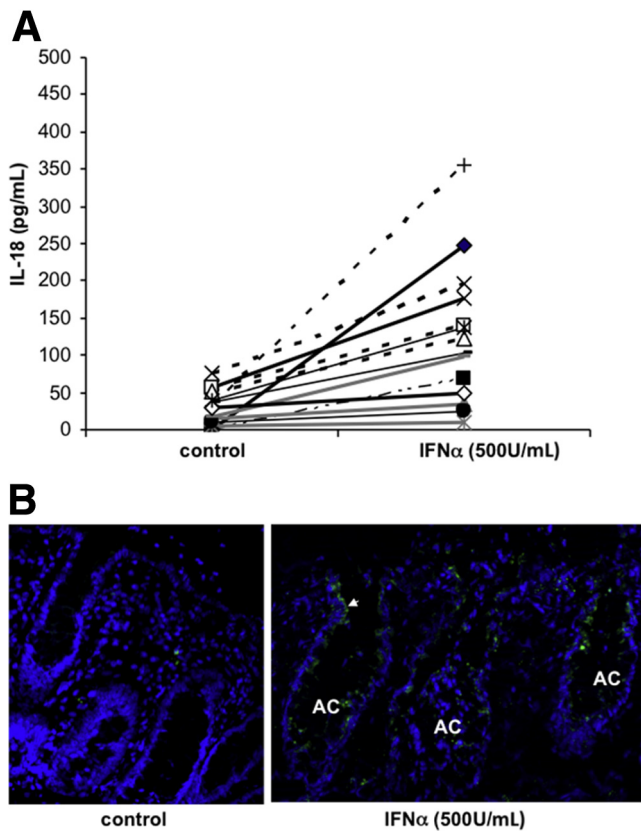 A
500
450
400
350
300
250
200
150
100
50
0
IL-18 (pg/mL)
control IFNα (500U/mL)
B
AC AC AC
control IFNα (500U/mL)